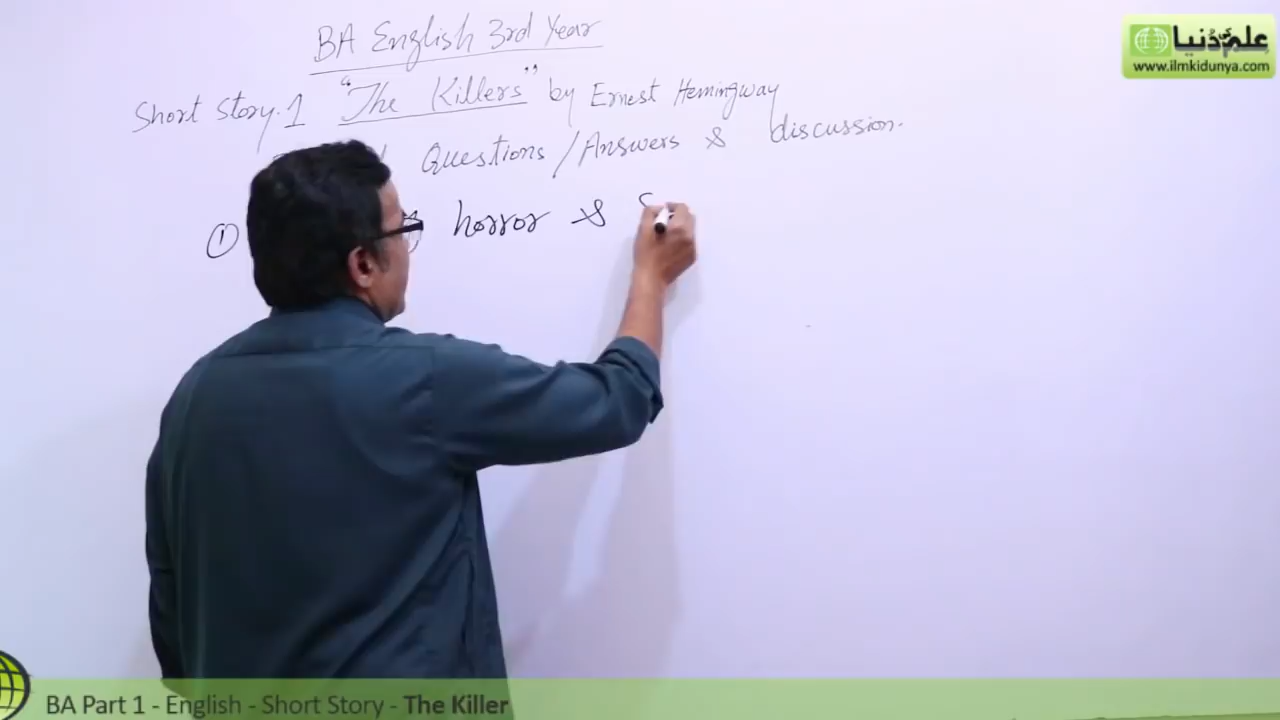 BA English 3rd Year
Short Story.1 "The Killers" by Ernest Hemingway
Questions/Answers & discussion.
① horror &
علم کی دُنیا
www.ilmkidunya.com
BA Part 1 - English - Short Story - The Killer